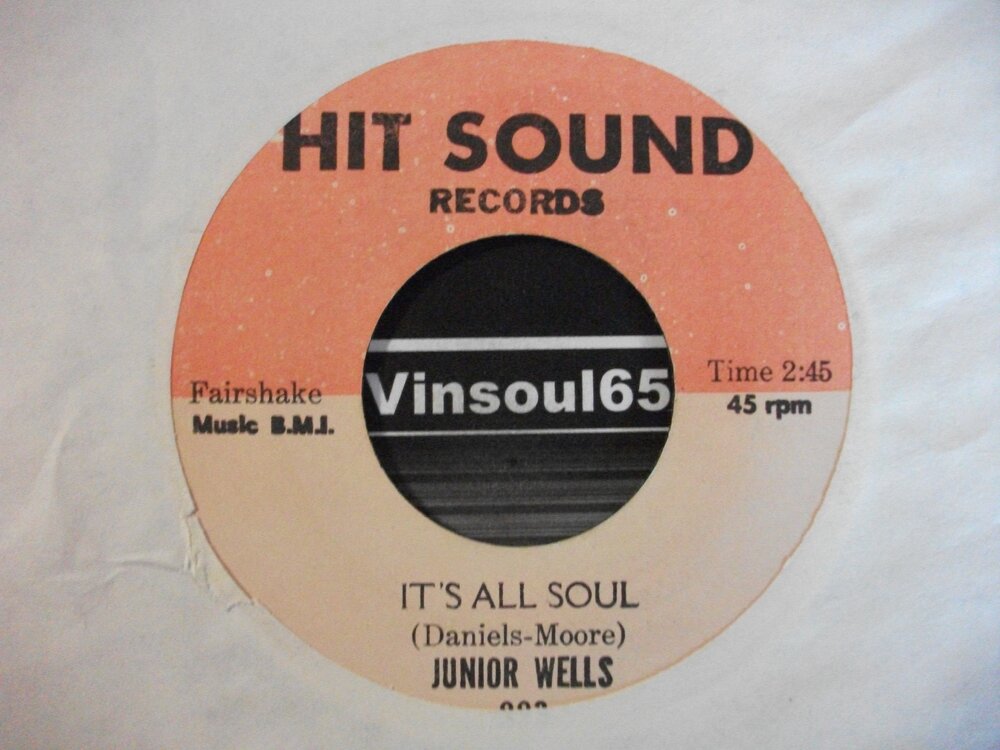 HIT SOUND
RECORDS
Fairshake
Music B.M.I.
Vinsoul65
Time 2:45
45 rpm
IT'S ALL SOUL
(Daniels-Moore)
JUNIOR WELLS